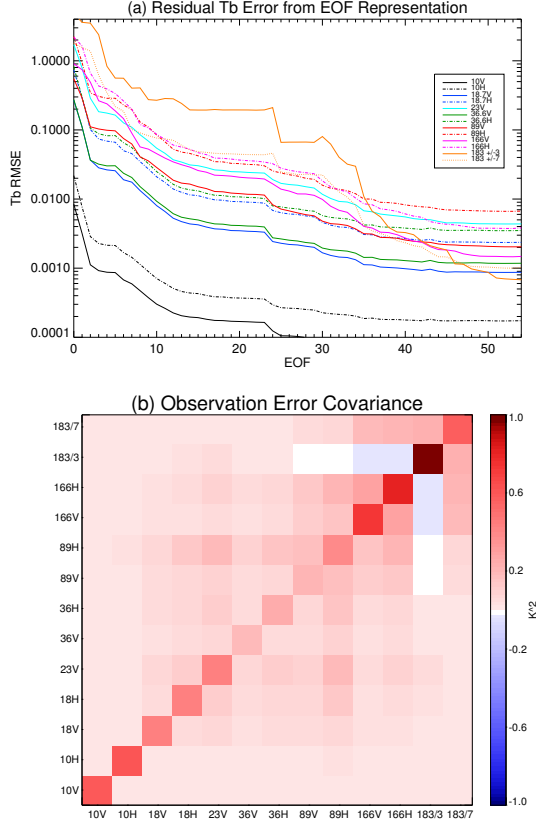 (a) Residual Tb Error from EOF Representation
1.0000
0.1000
0.0100
0.0010
0.0001
Tb RMSE
10V
10H
18.7V
18.7H
23V
36.6V
36.6H
89V
89H
166V
166H
183 +/-3
183 +/-7
0 10 20 30 40 50
EOF
(b) Observation Error Covariance
183/7
183/3
166H
166V
89H
89V
36H
36V
23V
18H
18V
10H
10V
10V 10H 18V 18H 23V 36V 36H 89V 89H 166V 166H 183/3 183/7
1.0
0.6
0.2
-0.2
-0.6
-1.0
K^2